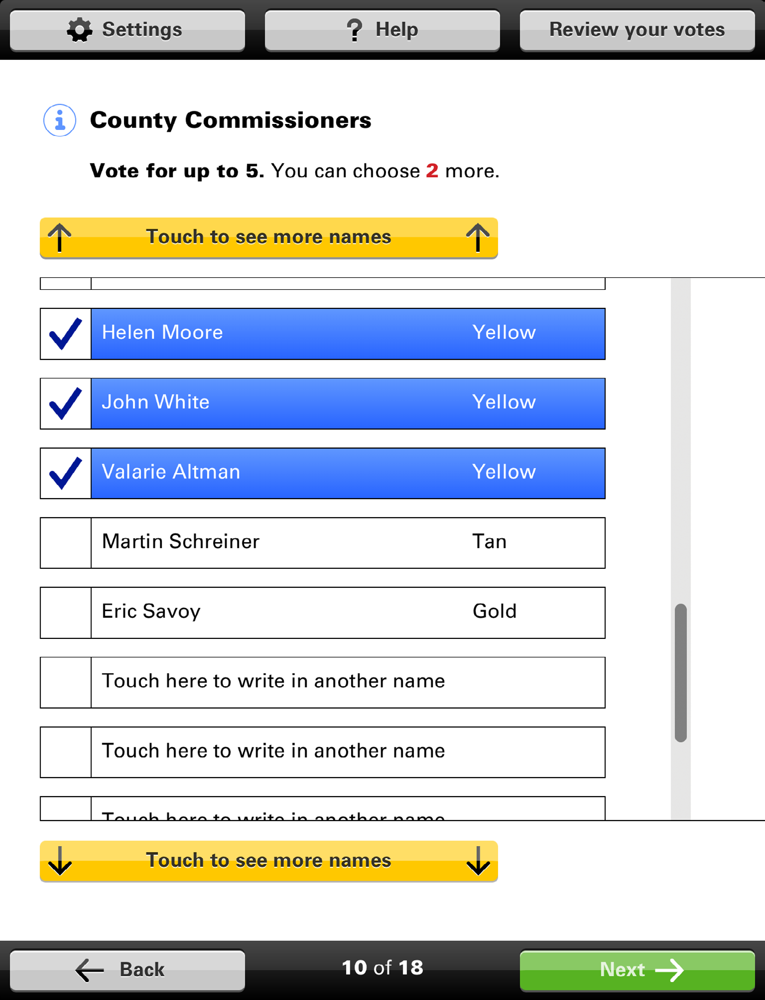 Settings
? Help
Review your votes
i County Commissioners
Vote for up to 5. You can choose 2 more.
Touch to see more names
Helen Moore Yellow
John White Yellow
Valarie Altman Yellow
Martin Schreiner Tan
Eric Savoy Gold
Touch here to write in another name
Touch here to write in another name
Touch here to write in another name
Touch to see more names
Back
10 of 18
Next